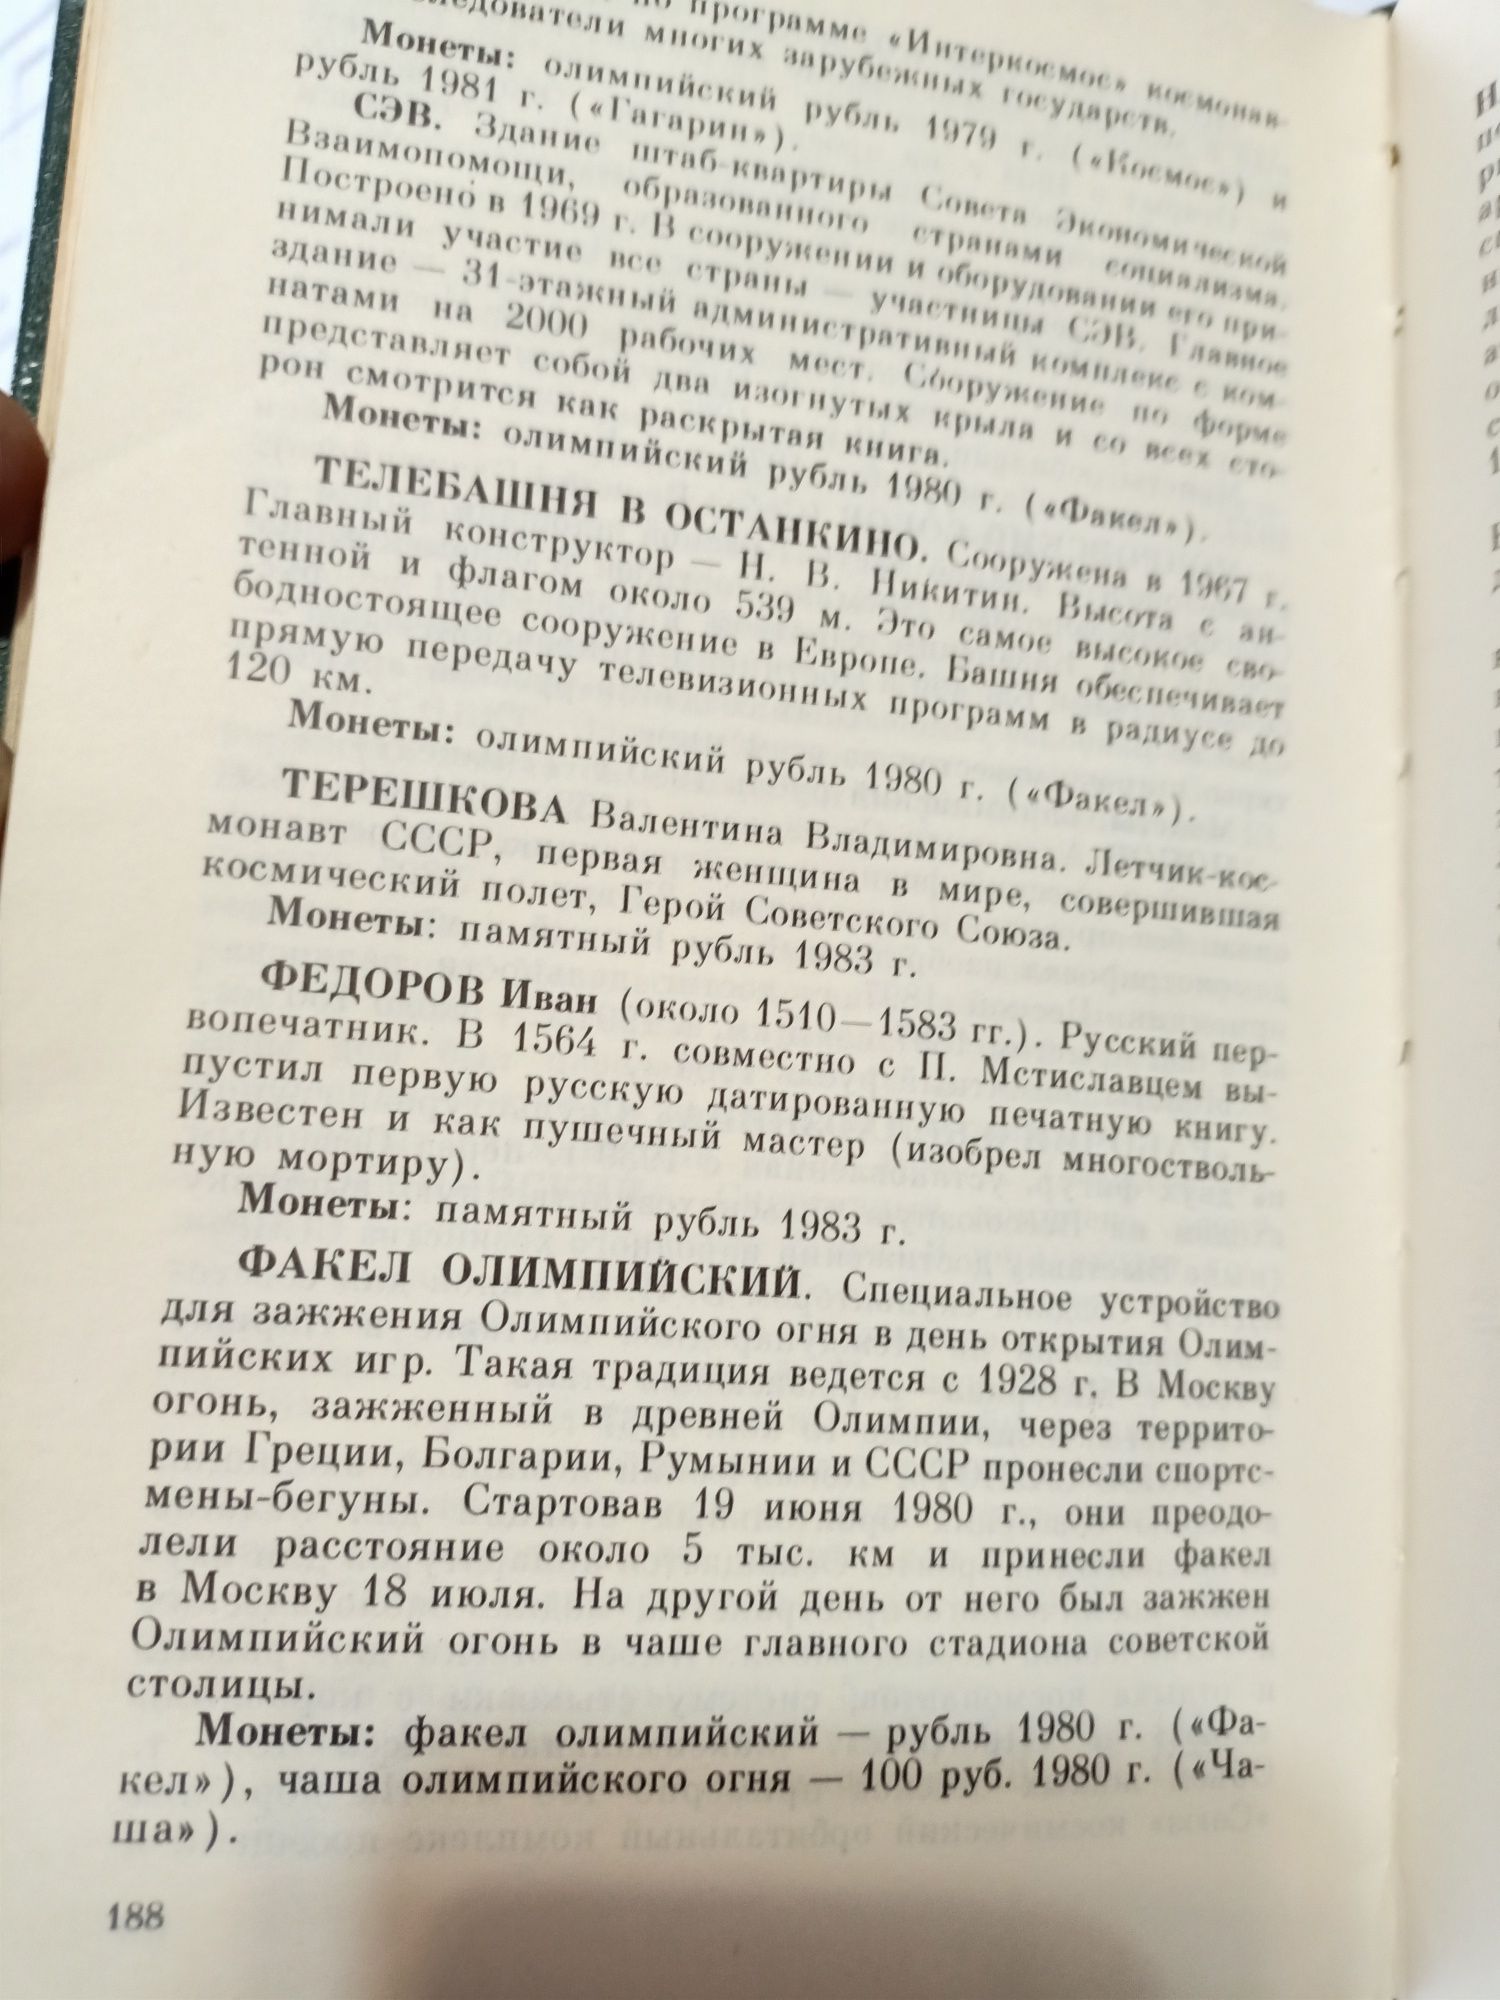 по программе «Интеркосмос» космонав-
следователи многих зарубежных государств.
Монеты: олимпийский рубль 1979 г. («Космос») и
рубль 1981 г. («Гагарин»).
СЭВ. Здание штаб-квартиры Совета Экономической
Взаимопомощи, образованного странами социализма.
Построено в 1969 г. В сооружении и оборудовании его при-
нимали участие все страны — участницы СЭВ. Главное
здание — 31-этажный административный комплекс с ком-
натами на 2000 рабочих мест. Сооружение по форме
представляет собой два изогнутых крыла и со всех сто-
рон смотрится как раскрытая книга.
Монеты: олимпийский рубль 1980 г. («Факел»).
ТЕЛЕБАШНЯ В ОСТАНКИНО. Сооружена в 1967 г.
Главный конструктор — Н. В. Никитин. Высота с ан-
тенной и флагом около 539 м. Это самое высокое сво-
бодностоящее сооружение в Европе. Башня обеспечивает
прямую передачу телевизионных программ в радиусе до
120 км.
Монеты: олимпийский рубль 1980 г. («Факел»).
ТЕРЕШКОВА Валентина Владимировна. Летчик-кос-
монавт СССР, первая женщина в мире, совершившая
космический полет, Герой Советского Союза.
Монеты: памятный рубль 1983 г.
ФЕДОРОВ Иван (около 1510—1583 гг.). Русский пер-
вопечатник. В 1564 г. совместно с П. Мстиславцем вы-
пустил первую русскую датированную печатную книгу.
Известен и как пушечный мастер (изобрел многостволь-
ную мортиру).
Монеты: памятный рубль 1983 г.
ФАКЕЛ ОЛИМПИЙСКИЙ. Специальное устройство
для зажжения Олимпийского огня в день открытия Олим-
пийских игр. Такая традиция ведется с 1928 г. В Москву
огонь, зажженный в древней Олимпии, через террито-
рии Греции, Болгарии, Румынии и СССР пронесли спортс-
мены-бегуны. Стартовав 19 июня 1980 г., они преодо-
лели расстояние около 5 тыс. км и принесли факел
в Москву 18 июля. На другой день от него был зажжен
Олимпийский огонь в чаше главного стадиона советской
столицы.
Монеты: факел олимпийский — рубль 1980 г. («Фа-
кел»), чаша олимпийского огня — 100 руб. 1980 г. («Ча-
ша»).
188